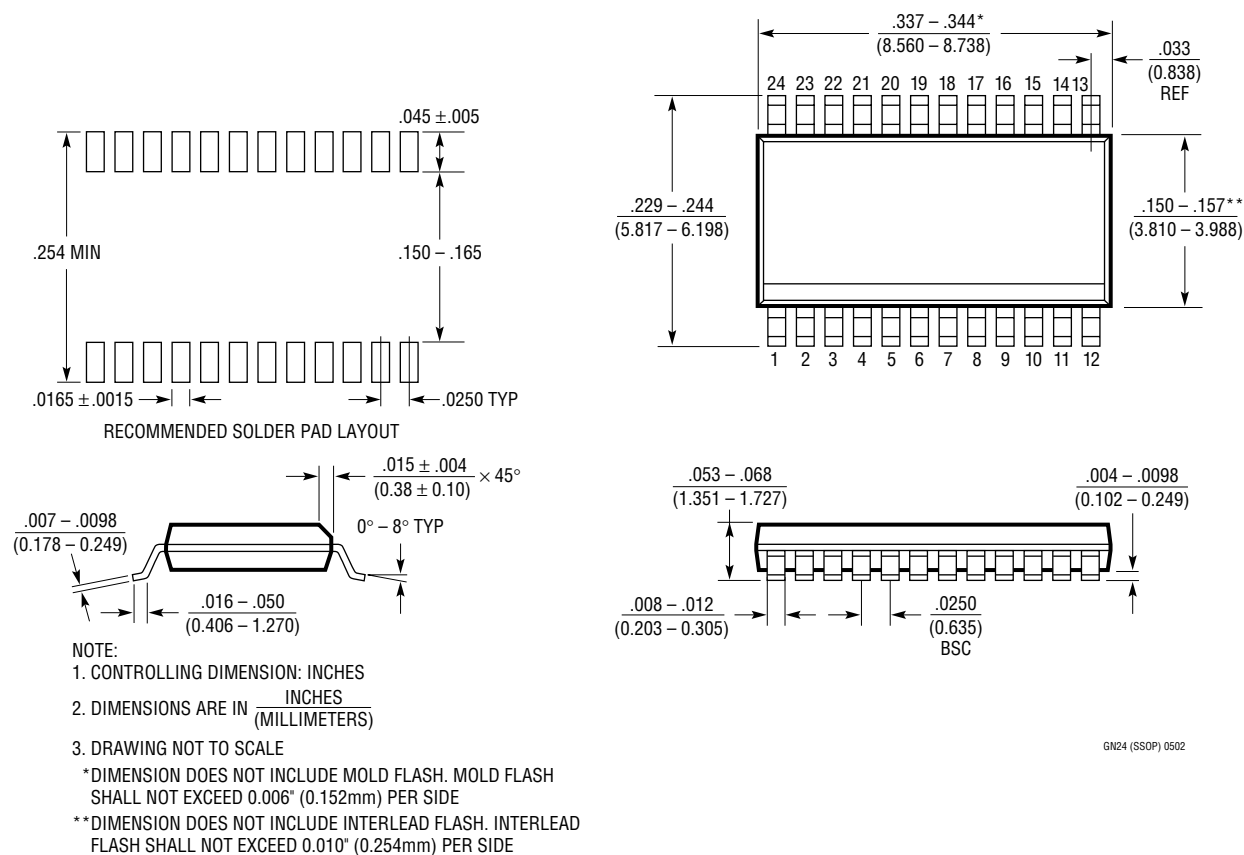 .045 ±.005
.254 MIN
.150 – .165
.0165 ±.0015
.0250 TYP
RECOMMENDED SOLDER PAD LAYOUT
.337 – .344*
(8.560 – 8.738)
.033
(0.838)
REF
24 23 22 21 20 19 18 17 16 15 14 13
.229 – .244
(5.817 – 6.198)
.150 – .157**
(3.810 – 3.988)
1 2 3 4 5 6 7 8 9 10 11 12
.015 ± .004
(0.38 ± 0.10)
× 45°
.007 – .0098
(0.178 – 0.249)
0° – 8° TYP
.016 – .050
(0.406 – 1.270)
.053 – .068
(1.351 – 1.727)
.004 – .0098
(0.102 – 0.249)
.008 – .012
(0.203 – 0.305)
.0250
(0.635)
BSC
NOTE:
1. CONTROLLING DIMENSION: INCHES
2. DIMENSIONS ARE IN INCHES
(MILLIMETERS)
3. DRAWING NOT TO SCALE
*DIMENSION DOES NOT INCLUDE MOLD FLASH. MOLD FLASH
SHALL NOT EXCEED 0.006" (0.152mm) PER SIDE
**DIMENSION DOES NOT INCLUDE INTERLEAD FLASH. INTERLEAD
FLASH SHALL NOT EXCEED 0.010" (0.254mm) PER SIDE
GN24 (SSOP) 0502